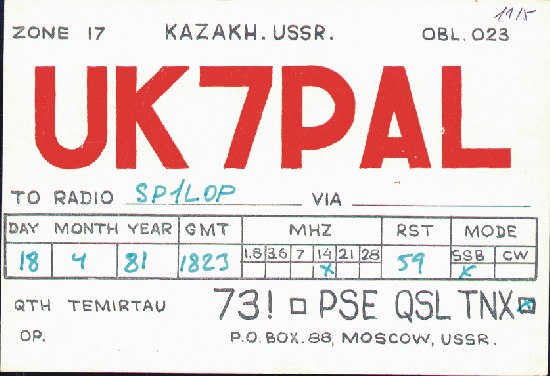 11/5
ZONE 17 KAZAKH. USSR. OBL. 023
UK7PAL
TO RADIO SP1LOP VIA
DAY MONTH YEAR GMT MHZ RST MODE
18 4 81 1823 1.8 3.6 7 14 21 28 59 SSB CW
X X
QTH TEMIRTAU 73! □ PSE QSL TNX ☒
OP. P.O.BOX.88, MOSCOW, USSR.